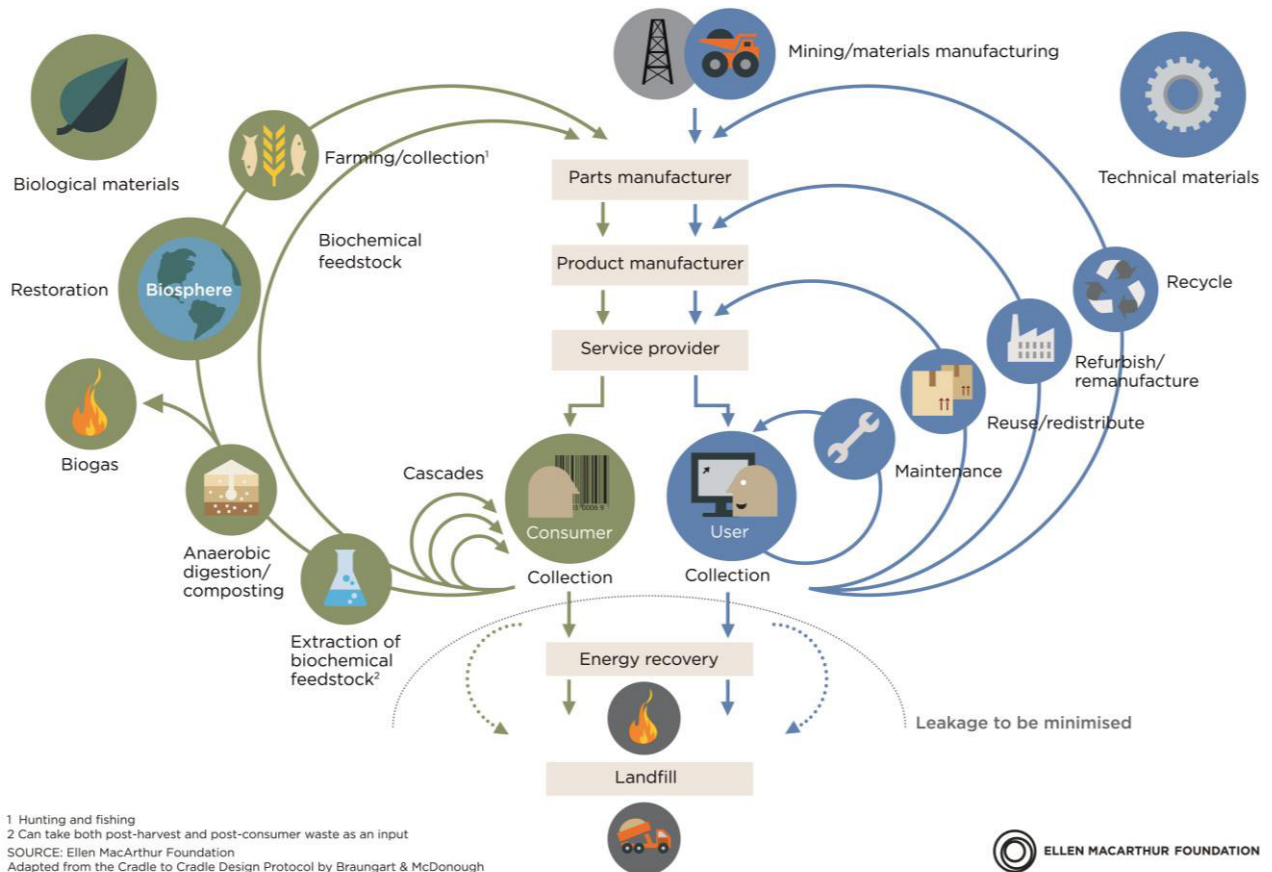 Mining/materials manufacturing
Biological materials
Technical materials
Farming/collection¹
Parts manufacturer
Biochemical
feedstock
Product manufacturer
Restoration
Biosphere
Recycle
Service provider
Refurbish/
remanufacture
Reuse/redistribute
Biogas
Cascades
Maintenance
Consumer
User
Anaerobic
digestion/
composting
Collection
Collection
Extraction of
biochemical
feedstock²
Energy recovery
Leakage to be minimised
Landfill
1 Hunting and fishing
2 Can take both post-harvest and post-consumer waste as an input
SOURCE: Ellen MacArthur Foundation
Adapted from the Cradle to Cradle Design Protocol by Braungart & McDonough
ELLEN MACARTHUR FOUNDATION